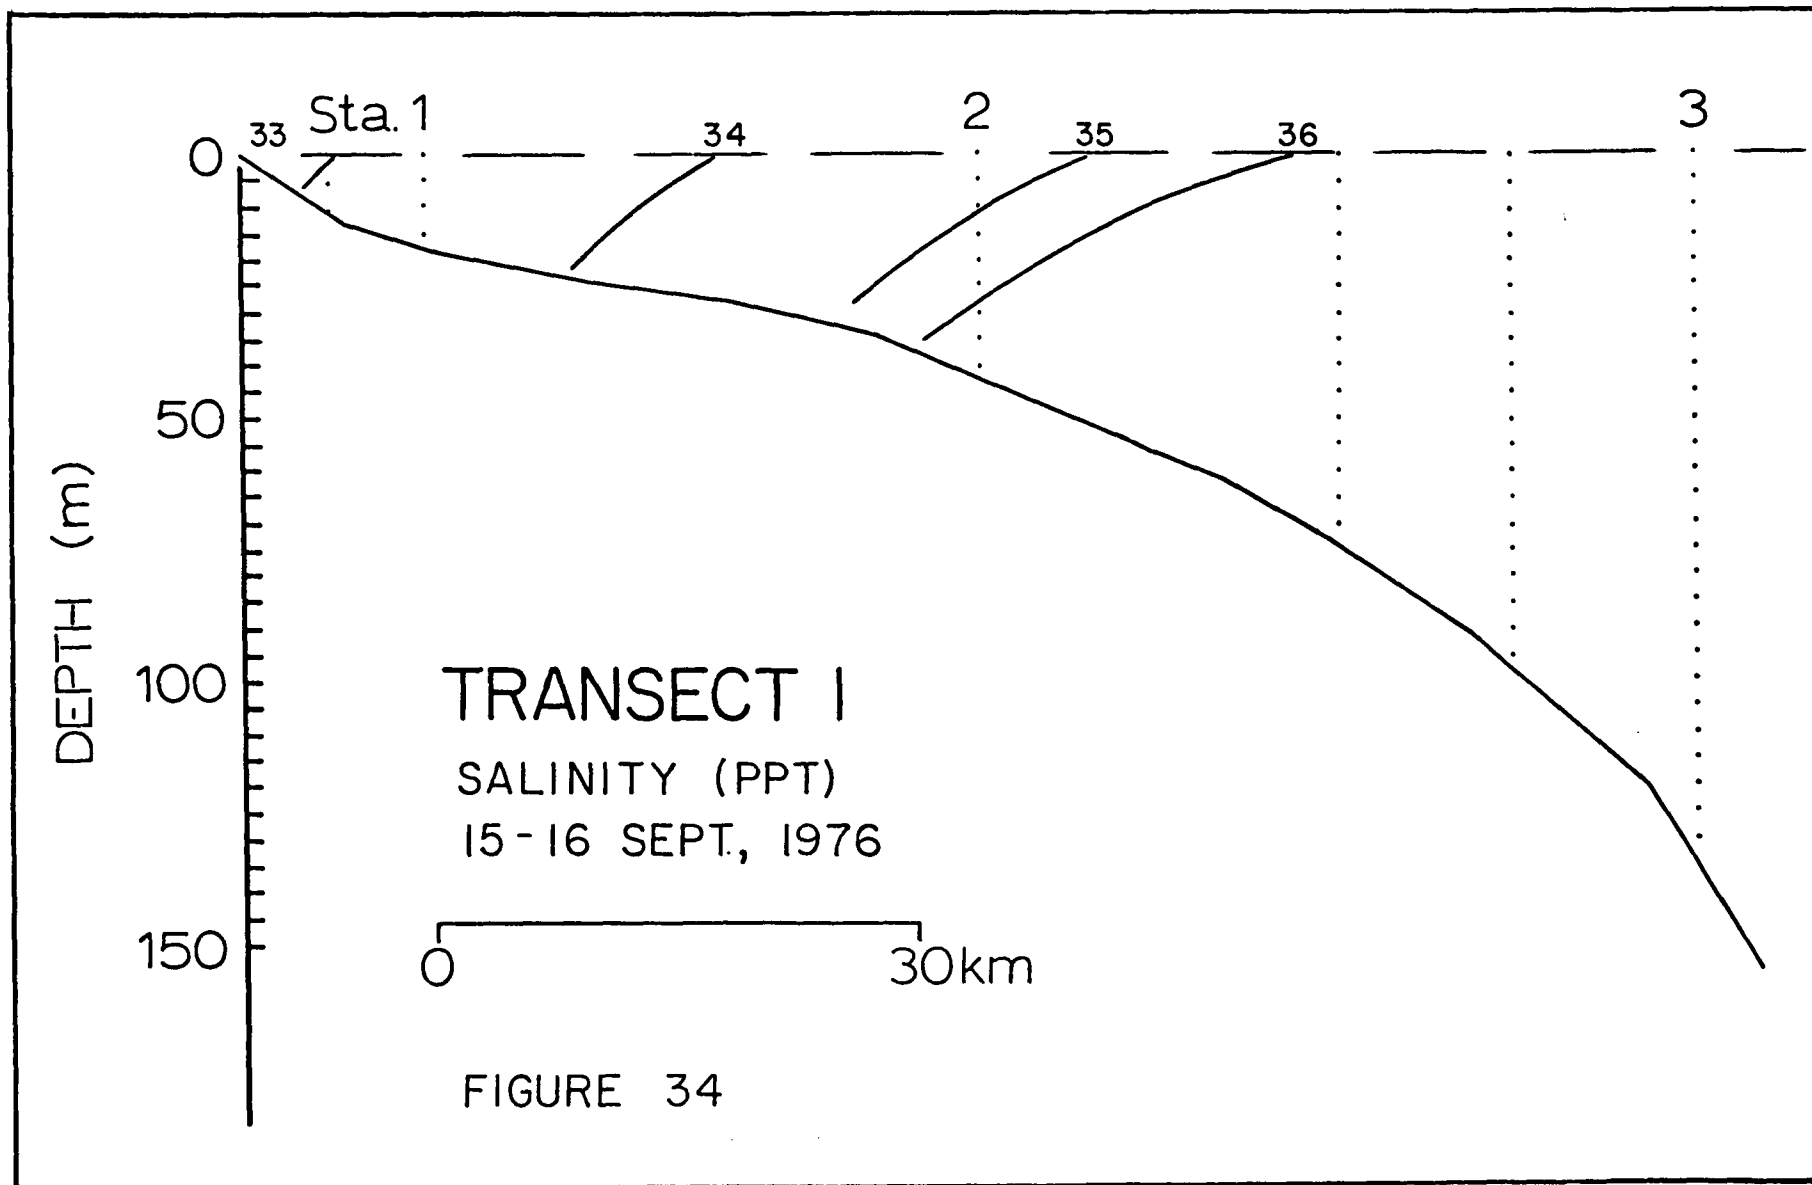 Sta. 1 2 3
33 34 35 36
0
50
100
150
DEPTH (m)
TRANSECT I
SALINITY (PPT)
15-16 SEPT., 1976
0 30km
FIGURE 34